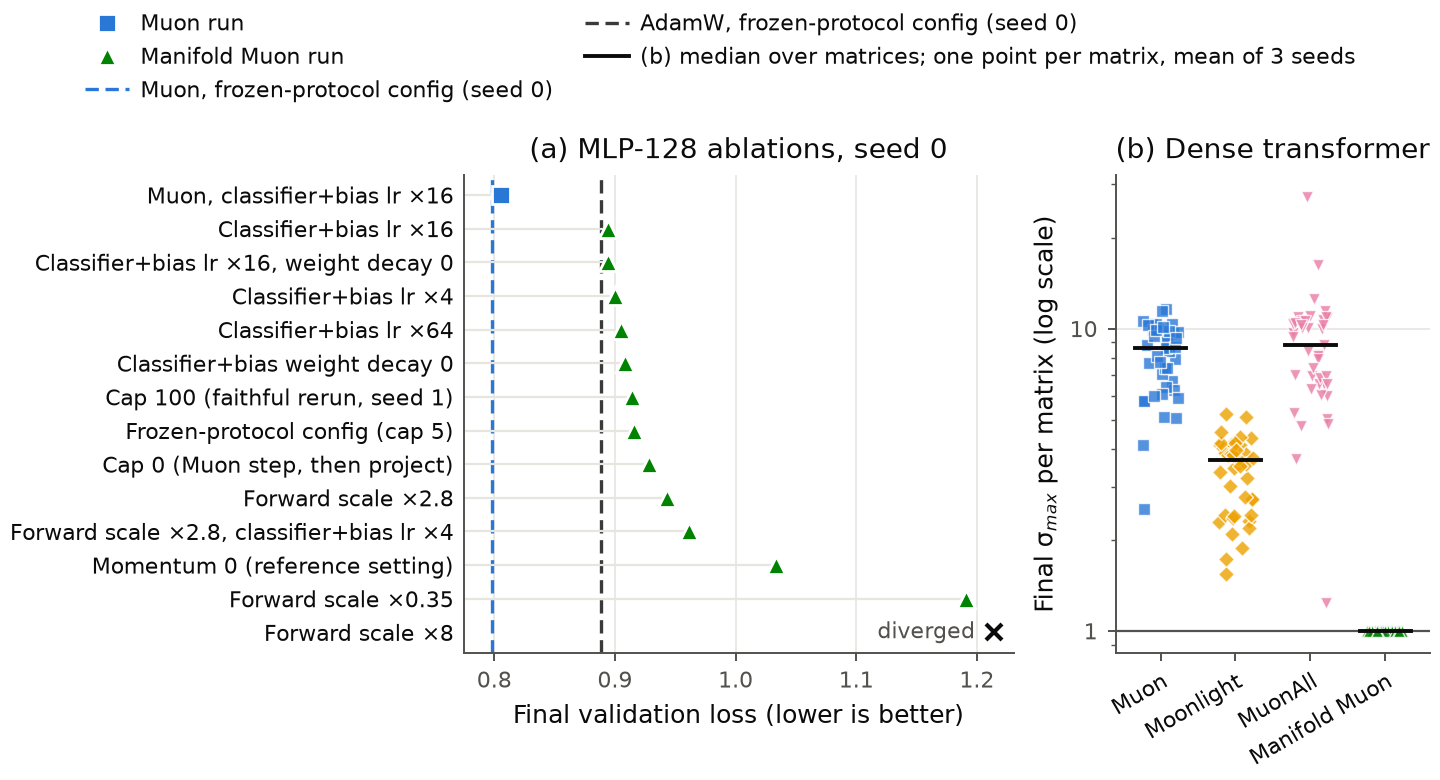 Muon run
Manifold Muon run
Muon, frozen-protocol config (seed 0)
AdamW, frozen-protocol config (seed 0)
(b) median over matrices; one point per matrix, mean of 3 seeds
(a) MLP-128 ablations, seed 0
Muon, classifier+bias lr ×16
Classifier+bias lr ×16
Classifier+bias lr ×16, weight decay 0
Classifier+bias lr ×4
Classifier+bias lr ×64
Classifier+bias weight decay 0
Cap 100 (faithful rerun, seed 1)
Frozen-protocol config (cap 5)
Cap 0 (Muon step, then project)
Forward scale ×2.8
Forward scale ×2.8, classifier+bias lr ×4
Momentum 0 (reference setting)
Forward scale ×0.35
Forward scale ×8
diverged
0.8 0.9 1.0 1.1 1.2
Final validation loss (lower is better)
(b) Dense transformer
Final σmax per matrix (log scale)
10
1
Muon
Moonlight
MuonAll
Manifold Muon